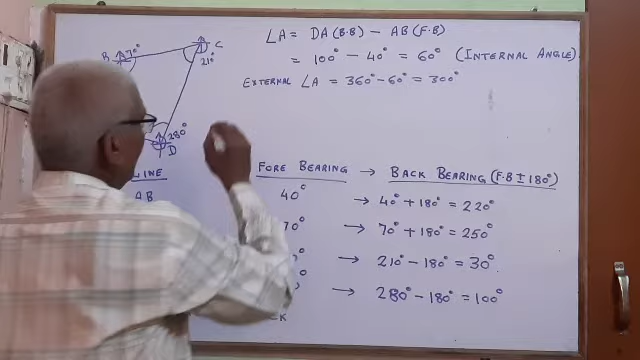 ∠A = DA(B.B) − AB(F.B)
= 100° − 40° = 60° (INTERNAL ANGLE).
EXTERNAL ∠A = 360° − 60° = 300°
B 70° C
210°
280°
D
LINE FORE BEARING → BACK BEARING (F.B ± 180°)
AB 40° → 40° + 180° = 220°
70° → 70° + 180° = 250°
→ 210° − 180° = 30°
→ 280° − 180° = 100°